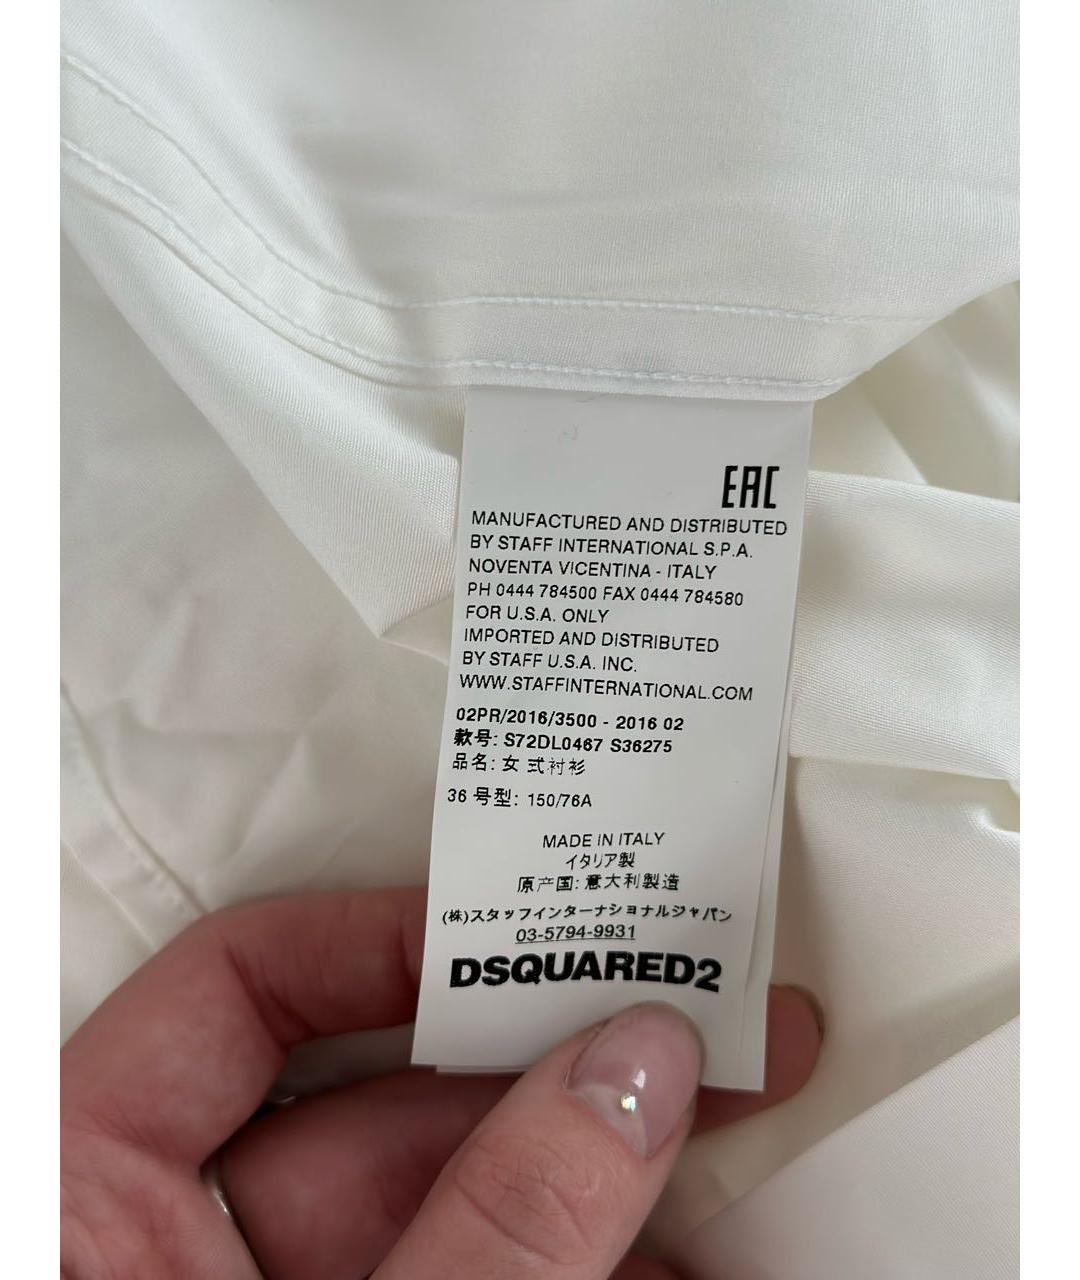 EAC
MANUFACTURED AND DISTRIBUTED
BY STAFF INTERNATIONAL S.P.A.
NOVENTA VICENTINA - ITALY
PH 0444 784500 FAX 0444 784580
FOR U.S.A. ONLY
IMPORTED AND DISTRIBUTED
BY STAFF U.S.A. INC.
WWW.STAFFINTERNATIONAL.COM
02PR/2016/3500 - 2016 02
款号: S72DL0467 S36275
品名: 女 式衬衫
36 号型: 150/76A
MADE IN ITALY
イタリア製
原产国: 意大利製造
(株)スタッフインターナショナルジャパン
03-5794-9931
DSQUARED2